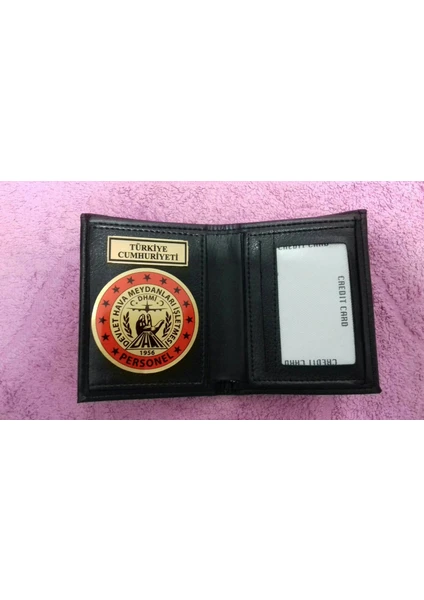 TÜRKİYE
CUMHURİYETİ
DEVLET HAVA MEYDANLARI İŞLETMESİ
DHMİ
1956
PERSONEL
CREDIT CARD
CREDIT CARD
CREDIT CARD